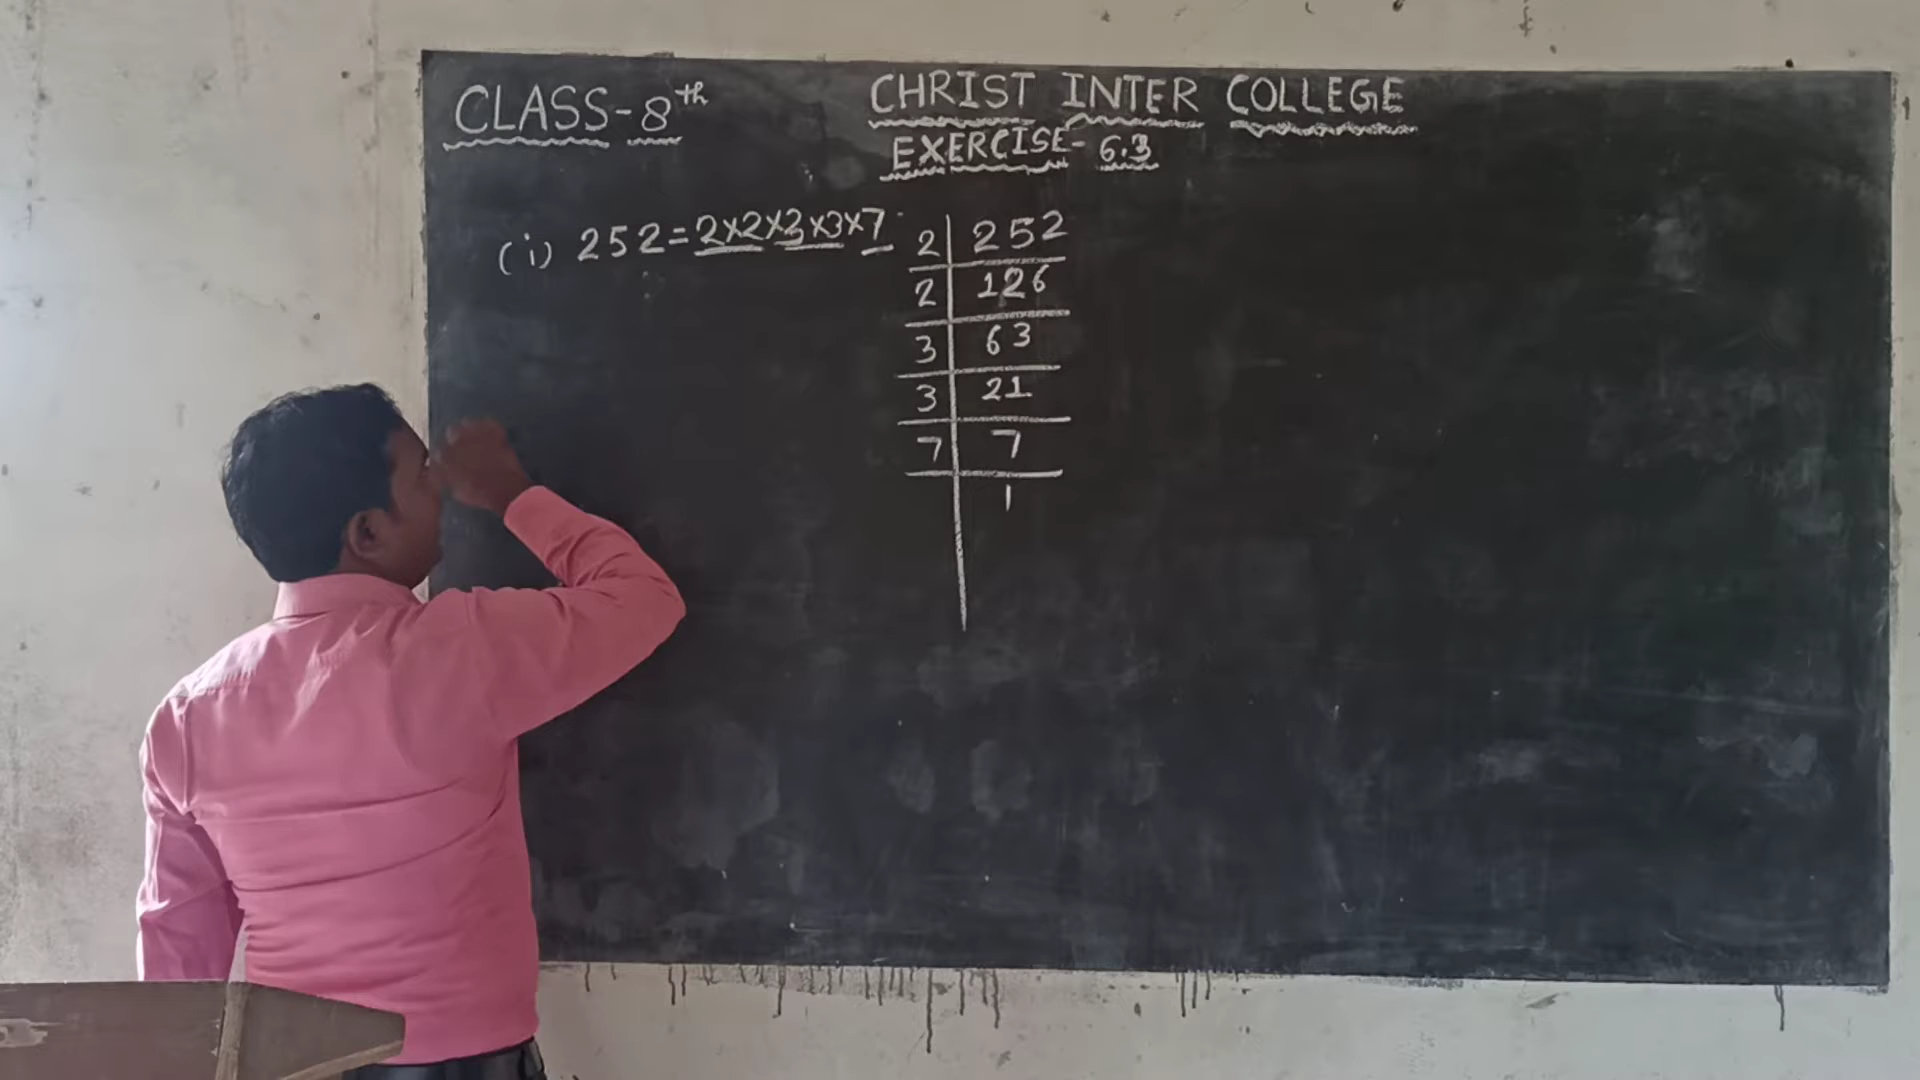 CLASS-8th
CHRIST INTER COLLEGE
EXERCISE- 6.3
(i) 252=2×2×3×3×7
2 | 252
2 | 126
3 | 63
3 | 21
7 | 7
| 1